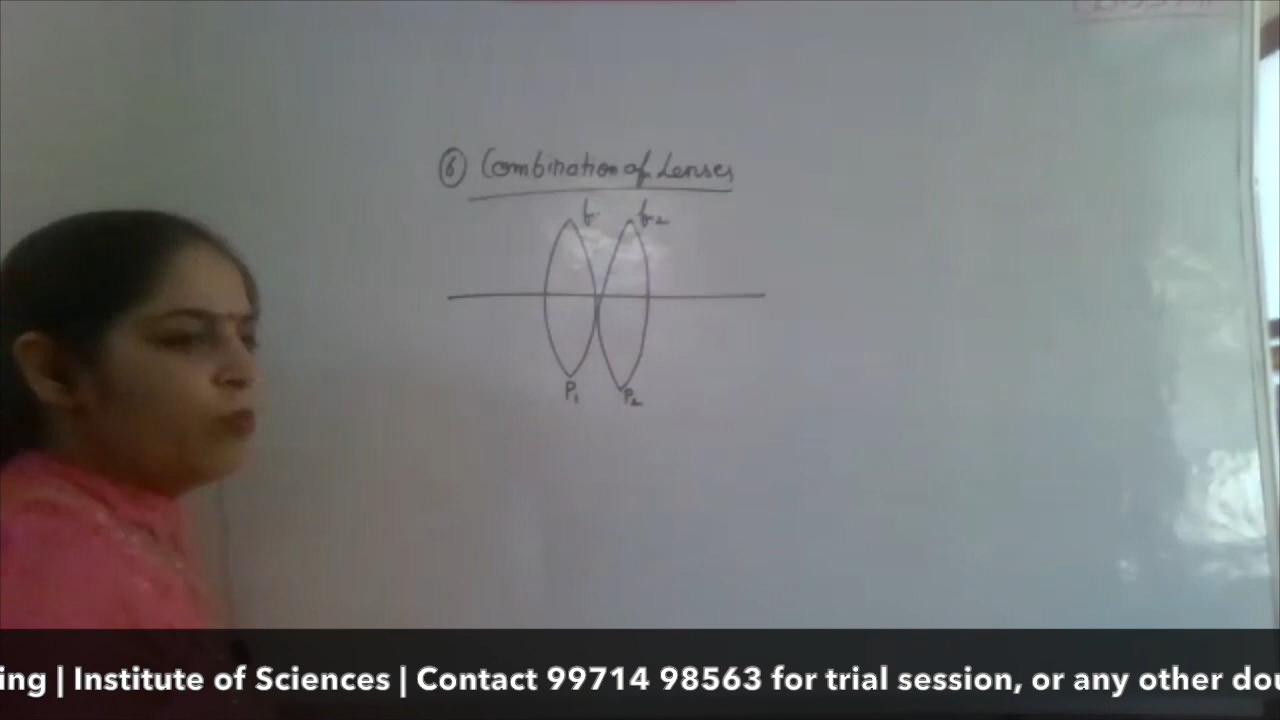 ⑥ Combination of Lenses
f₁ f₂
P₁ P₂
ing | Institute of Sciences | Contact 99714 98563 for trial session, or any other dou